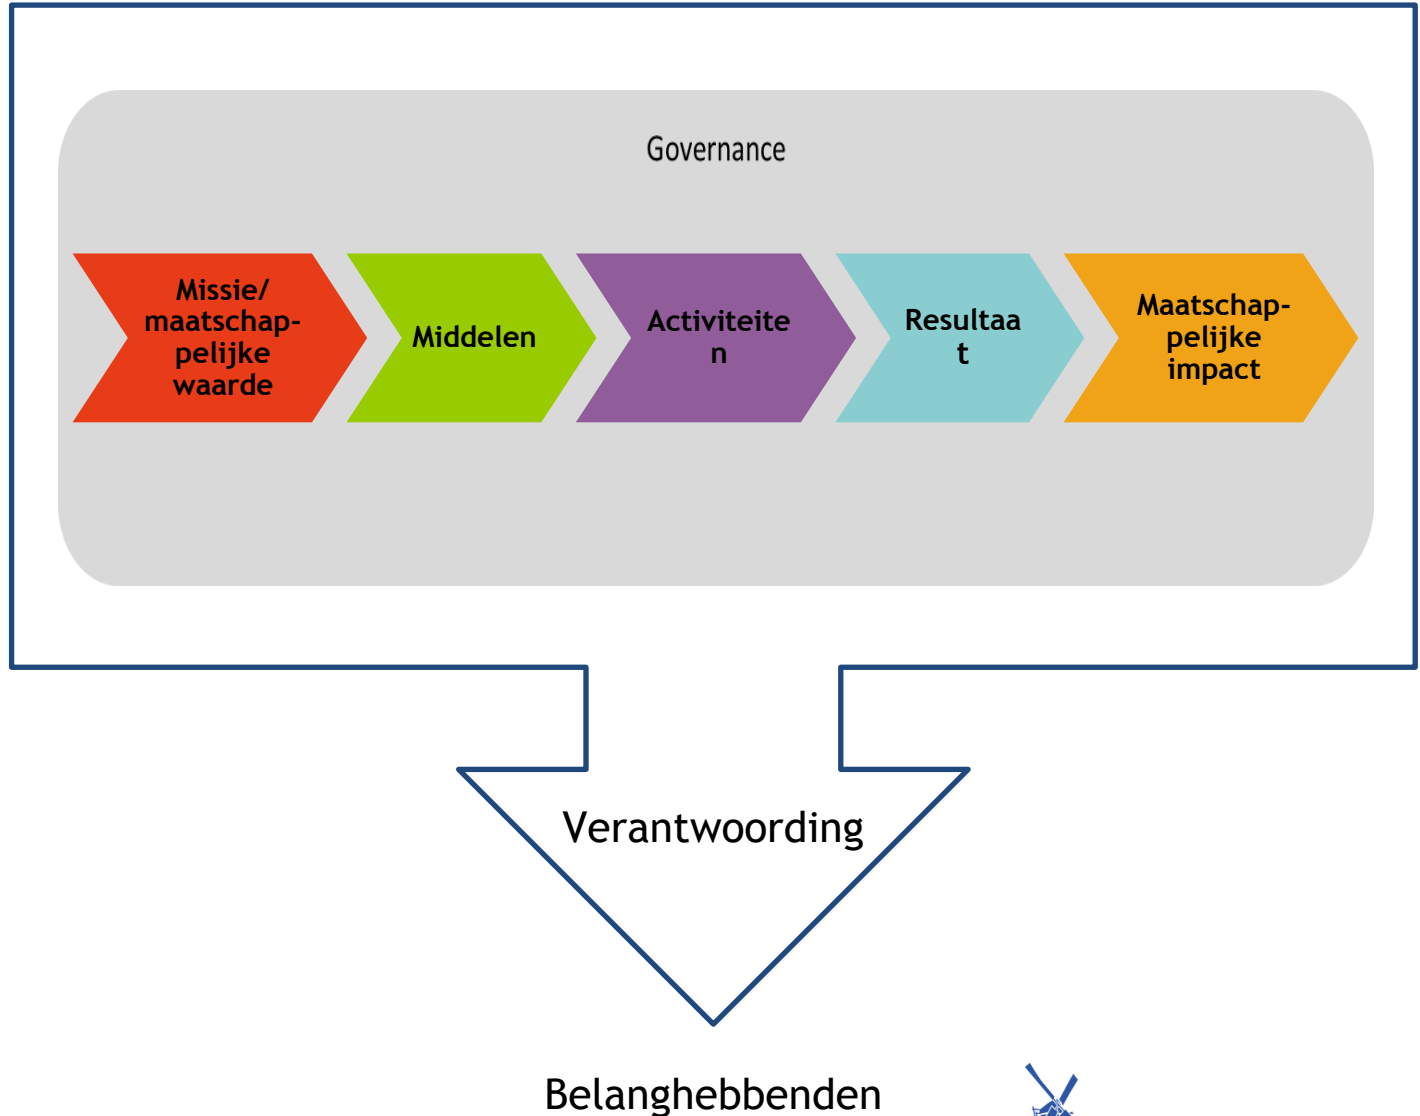 Governance
Missie/
maatschap-
pelijke
waarde
Middelen
Activiteite
n
Resultaa
t
Maatschap-
pelijke
impact
Verantwoording
Belanghebbenden